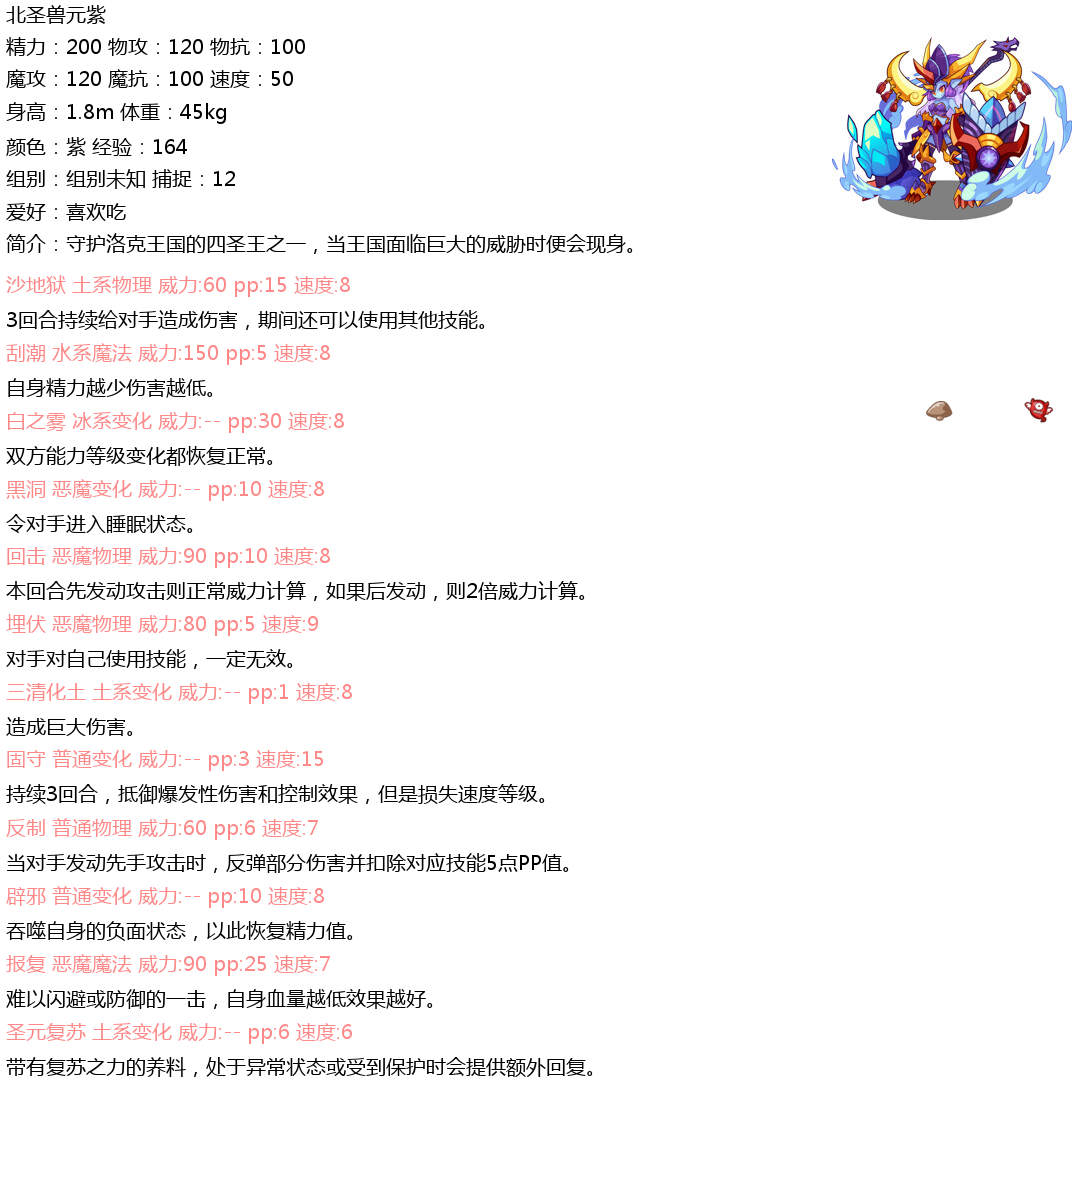 北圣兽元紫
精力：200 物攻：120 物抗：100
魔攻：120 魔抗：100 速度：50
身高：1.8m 体重：45kg
颜色：紫 经验：164
组别：组别未知 捕捉：12
爱好：喜欢吃
简介：守护洛克王国的四圣王之一，当王国面临巨大的威胁时便会现身。
沙地狱 土系物理 威力:60 pp:15 速度:8
3回合持续给对手造成伤害，期间还可以使用其他技能。
刮潮 水系魔法 威力:150 pp:5 速度:8
自身精力越少伤害越低。
白之雾 冰系变化 威力:-- pp:30 速度:8
双方能力等级变化都恢复正常。
黑洞 恶魔变化 威力:-- pp:10 速度:8
令对手进入睡眠状态。
回击 恶魔物理 威力:90 pp:10 速度:8
本回合先发动攻击则正常威力计算，如果后发动，则2倍威力计算。
埋伏 恶魔物理 威力:80 pp:5 速度:9
对手对自己使用技能，一定无效。
三清化土 土系变化 威力:-- pp:1 速度:8
造成巨大伤害。
固守 普通变化 威力:-- pp:3 速度:15
持续3回合，抵御爆发性伤害和控制效果，但是损失速度等级。
反制 普通物理 威力:60 pp:6 速度:7
当对手发动先手攻击时，反弹部分伤害并扣除对应技能5点PP值。
辟邪 普通变化 威力:-- pp:10 速度:8
吞噬自身的负面状态，以此恢复精力值。
报复 恶魔魔法 威力:90 pp:25 速度:7
难以闪避或防御的一击，自身血量越低效果越好。
圣元复苏 土系变化 威力:-- pp:6 速度:6
带有复苏之力的养料，处于异常状态或受到保护时会提供额外回复。